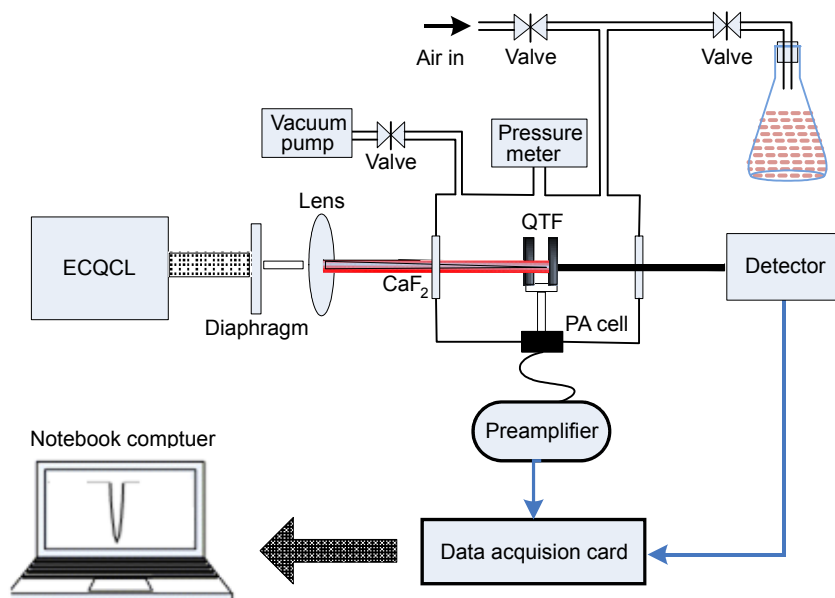 Air in
Valve
Valve
Vacuum
pump
Valve
Pressure
meter
Lens
QTF
ECQCL
CaF2
Detector
Diaphragm
PA cell
Preamplifier
Notebook comptuer
Data acquision card